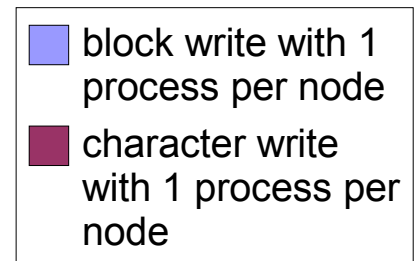 block write with 1
process per node
character write
with 1 process per
node